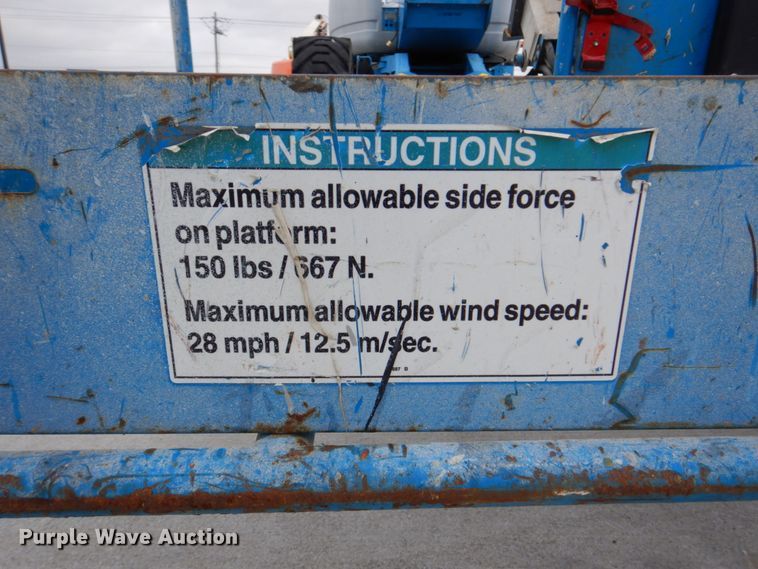 INSTRUCTIONS
Maximum allowable side force
on platform:
150 lbs / 667 N.
Maximum allowable wind speed:
28 mph / 12.5 m/sec.
Purple Wave Auction